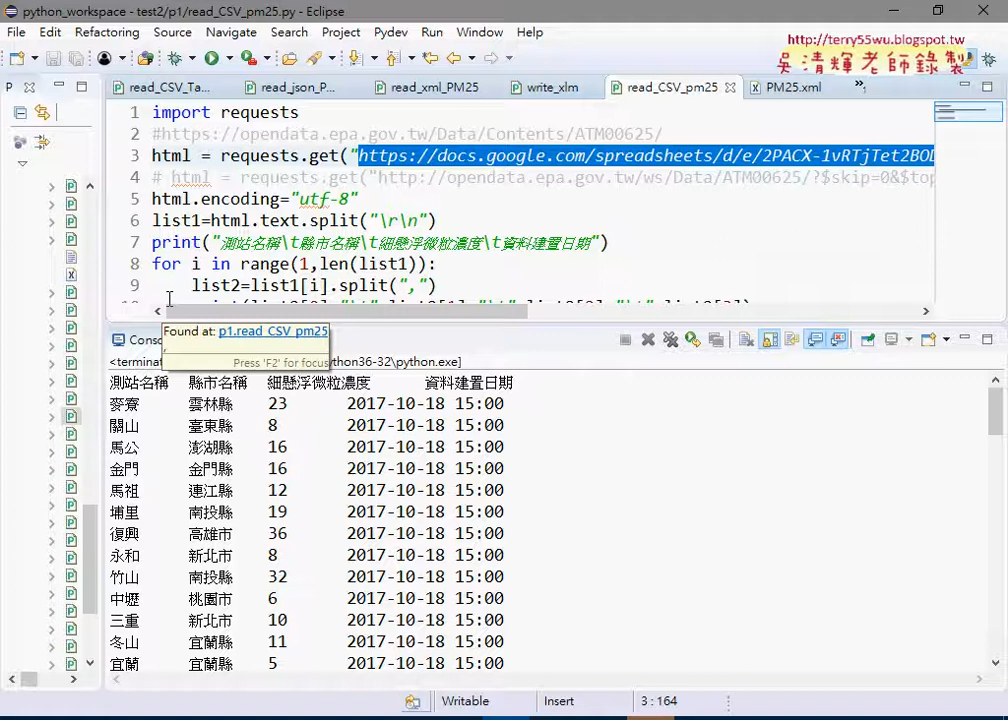 python_workspace - test2/p1/read_CSV_pm25.py - Eclipse
File Edit Refactoring Source Navigate Search Project Pydev Run Window Help
http://terry55wu.blogspot.tw
吳清輝老師錄製
P read_CSV_Ta... read_json_P... read_xml_PM25 write_xlm read_CSV_pm25 PM25.xml
1 import requests
2 #https://opendata.epa.gov.tw/Data/Contents/ATM00625/
3 html = requests.get("https://docs.google.com/spreadsheets/d/e/2PACX-1vRTjTet2BOD
4 # html = requests.get("http://opendata.epa.gov.tw/ws/Data/ATM00625/?$skip=0&$top
5 html.encoding="utf-8"
6 list1=html.text.split("\r\n")
7 print("測站名稱\t縣市名稱\t細懸浮微粒濃度\t資料建置日期")
8 for i in range(1,len(list1)):
9 list2=list1[i].split(",")
Found at: p1.read_CSV_pm25
,
Press 'F2' for focus
Conso
<terminat ython36-32\python.exe]
測站名稱 縣市名稱 細懸浮微粒濃度 資料建置日期
麥寮 雲林縣 23 2017-10-18 15:00
關山 臺東縣 8 2017-10-18 15:00
馬公 澎湖縣 16 2017-10-18 15:00
金門 金門縣 16 2017-10-18 15:00
馬祖 連江縣 12 2017-10-18 15:00
埔里 南投縣 19 2017-10-18 15:00
復興 高雄市 36 2017-10-18 15:00
永和 新北市 8 2017-10-18 15:00
竹山 南投縣 32 2017-10-18 15:00
中壢 桃園市 6 2017-10-18 15:00
三重 新北市 10 2017-10-18 15:00
冬山 宜蘭縣 11 2017-10-18 15:00
宜蘭 宜蘭縣 5 2017-10-18 15:00
Writable Insert 3 : 164